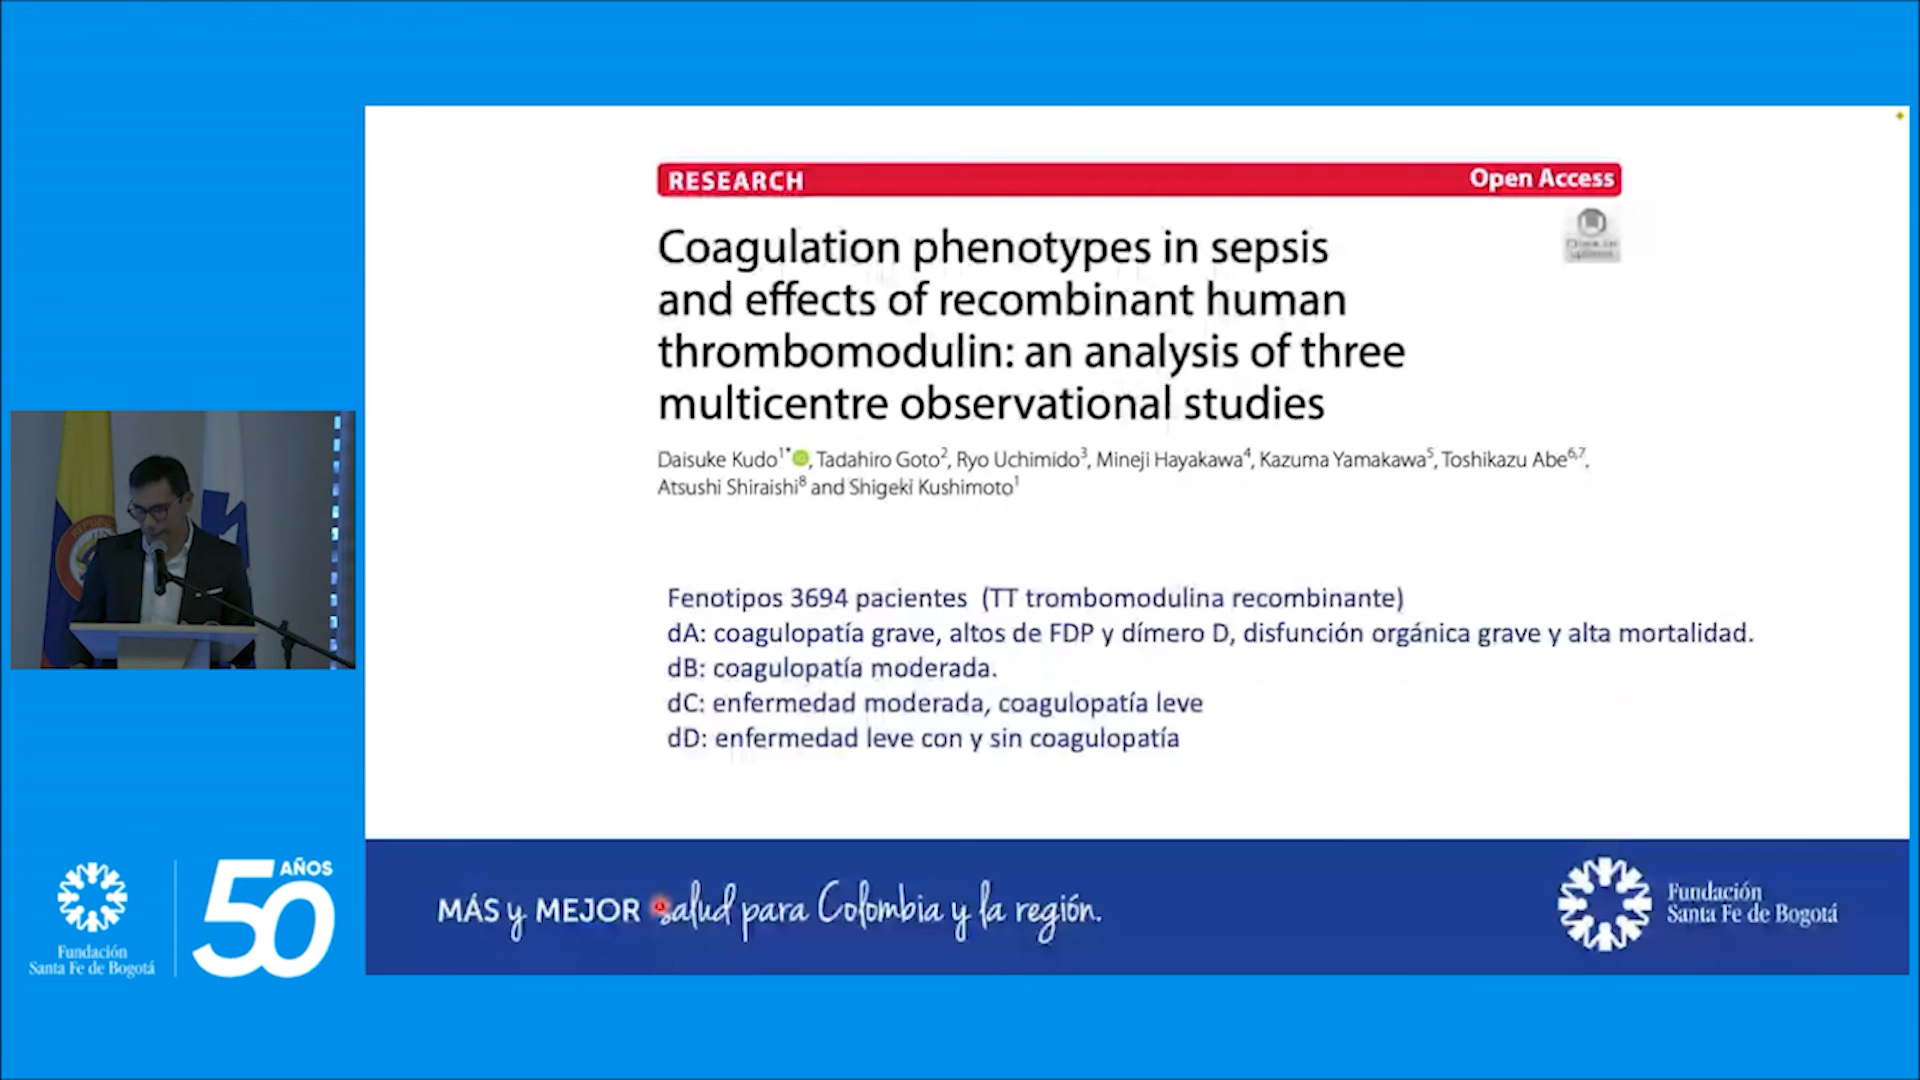 RESEARCH Open Access
Coagulation phenotypes in sepsis
and effects of recombinant human
thrombomodulin: an analysis of three
multicentre observational studies
Daisuke Kudo1*, Tadahiro Goto2, Ryo Uchimido3, Mineji Hayakawa4, Kazuma Yamakawa5, Toshikazu Abe6,7,
Atsushi Shiraishi8 and Shigeki Kushimoto1
Fenotipos 3694 pacientes (TT trombomodulina recombinante)
dA: coagulopatía grave, altos de FDP y dímero D, disfunción orgánica grave y alta mortalidad.
dB: coagulopatía moderada.
dC: enfermedad moderada, coagulopatía leve
dD: enfermedad leve con y sin coagulopatía
MÁS y MEJOR salud para Colombia y la región.
Fundación
Santa Fe de Bogotá
Fundación
Santa Fe de Bogotá
50 AÑOS